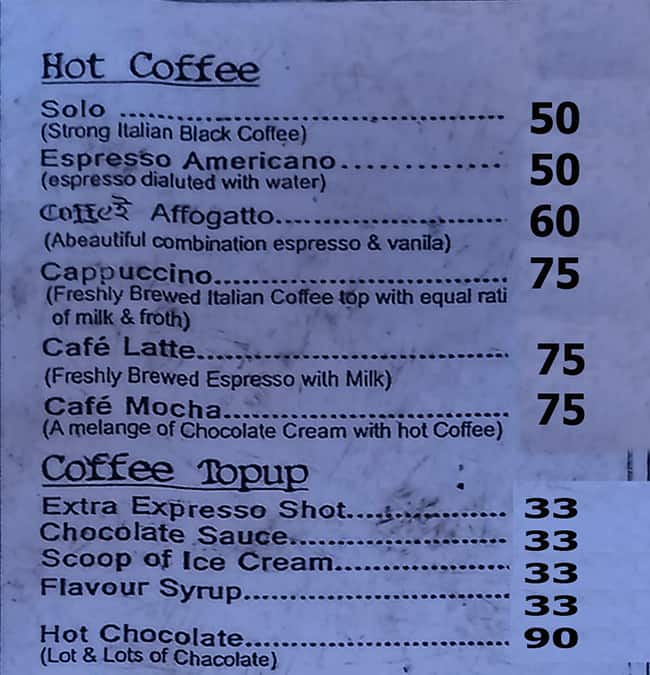 Hot Coffee
Solo ............................................... 50
(Strong Italian Black Coffee)
Espresso Americano.............. 50
(espresso dialuted with water)
Affogatto............................ 60
(Abeautiful combination espresso & vanila)
Cappuccino..................................... 75
(Freshly Brewed Italian Coffee top with equal rati
of milk & froth)
Café Latte....................................... 75
(Freshly Brewed Espresso with Milk)
Café Mocha................................... 75
(A melange of Chocolate Cream with hot Coffee)
Coffee Topup
Extra Expresso Shot.................... 33
Chocolate Sauce........................... 33
Scoop of Ice Cream...................... 33
Flavour Syrup................................. 33
Hot Chocolate................................. 90
(Lot & Lots of Chacolate)